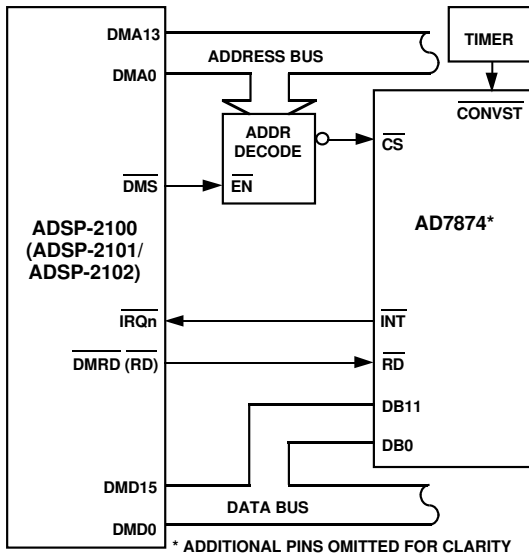 DMA13
ADDRESS BUS
TIMER
DMA0
CONVST
ADDR
DECODE
CS
DMS
EN
ADSP-2100
(ADSP-2101/
ADSP-2102)
AD7874*
IRQn
INT
DMRD (RD)
RD
DB11
DB0
DMD15
DATA BUS
DMD0
* ADDITIONAL PINS OMITTED FOR CLARITY